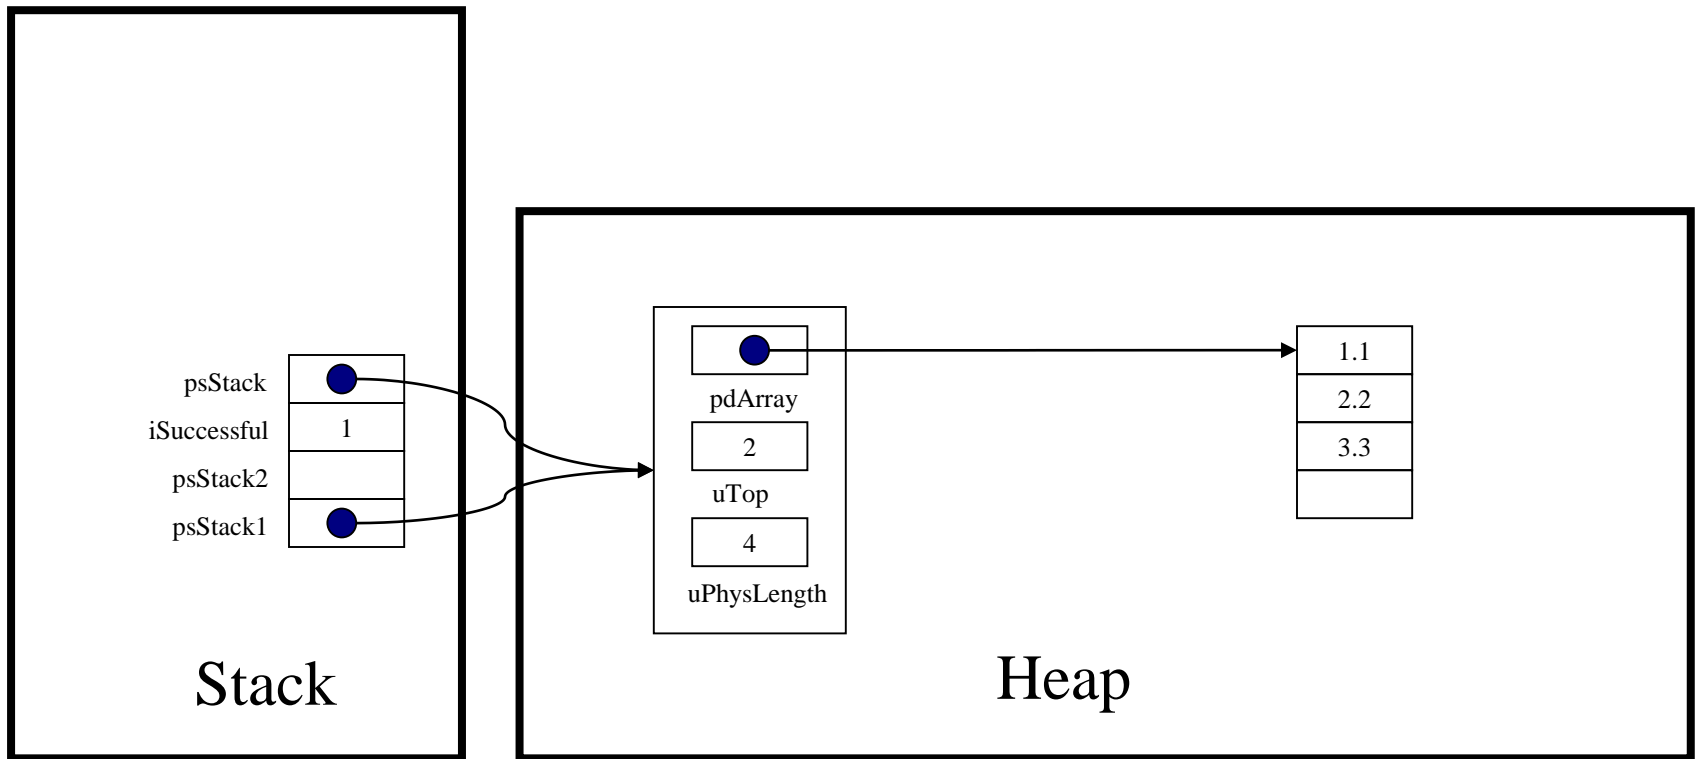 psStack
iSuccessful 1
psStack2
psStack1
Stack
pdArray
2
uTop
4
uPhysLength
1.1
2.2
3.3
Heap